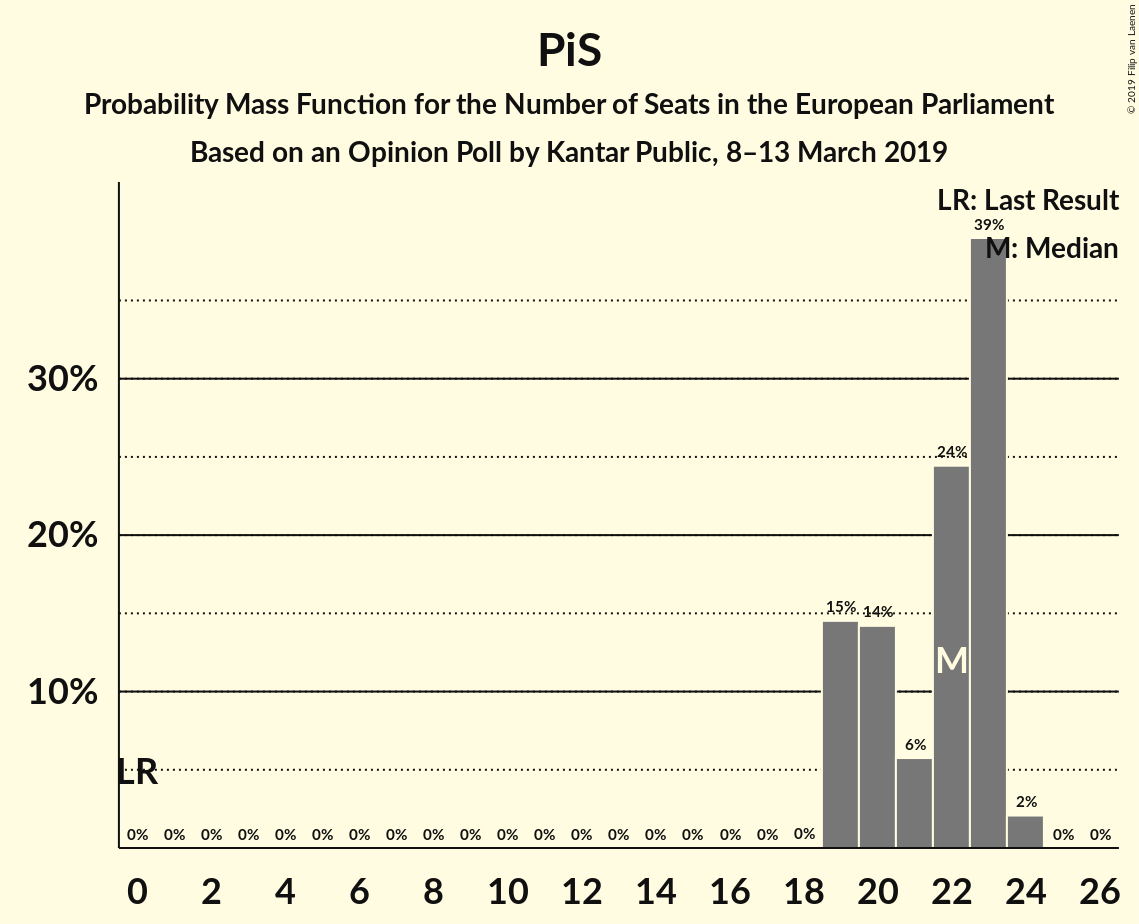 PiS
Probability Mass Function for the Number of Seats in the European Parliament
Based on an Opinion Poll by Kantar Public, 8–13 March 2019
© 2019 Filip van Laenen
LR: Last Result
M: Median
39%
30%
24%
20%
15% 14%
M
10%
6%
LR
2%
0% 0% 0% 0% 0% 0% 0% 0% 0% 0% 0% 0% 0% 0% 0% 0% 0% 0% 0% 0% 0%
0 2 4 6 8 10 12 14 16 18 20 22 24 26